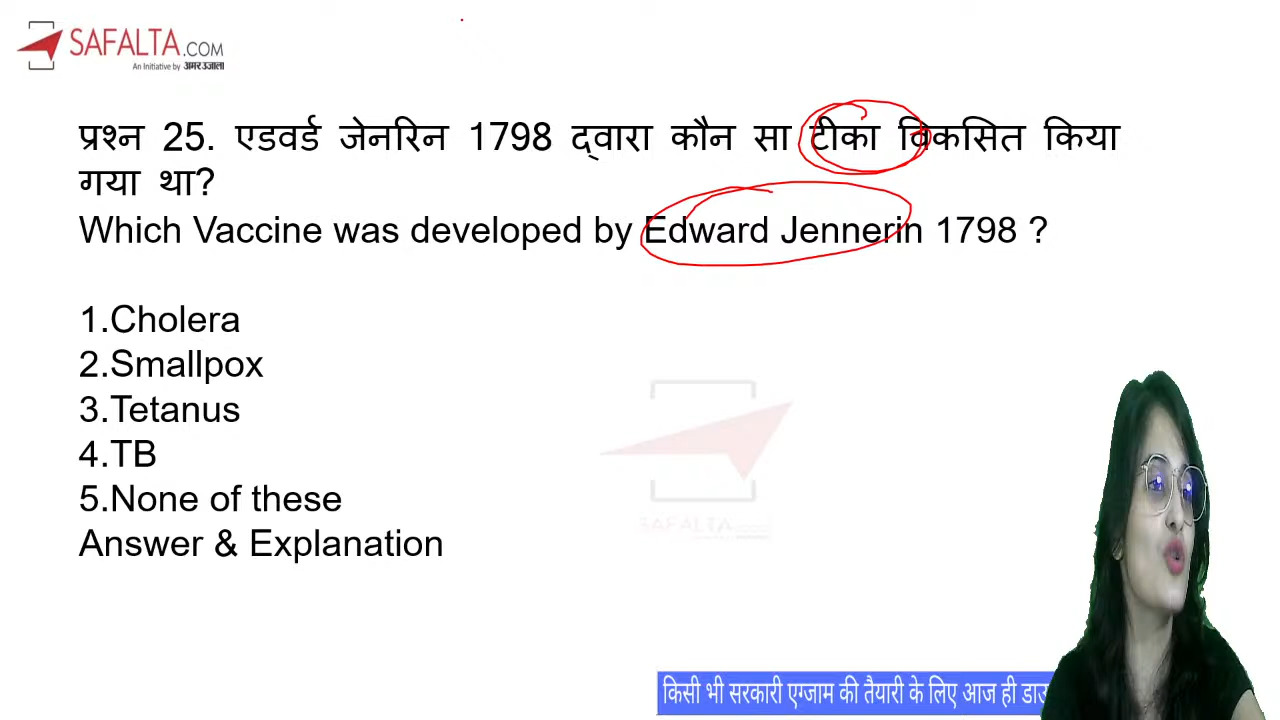 SAFALTA.COM
An Initiative by अमर उजाला
प्रश्न 25. एडवर्ड जेनरिन 1798 द्वारा कौन सा टीका विकसित किया
गया था?
Which Vaccine was developed by Edward Jennerin 1798 ?
1.Cholera
2.Smallpox
3.Tetanus
4.TB
5.None of these
Answer & Explanation
SAFALTA
किसी भी सरकारी एग्जाम की तैयारी के लिए आज ही